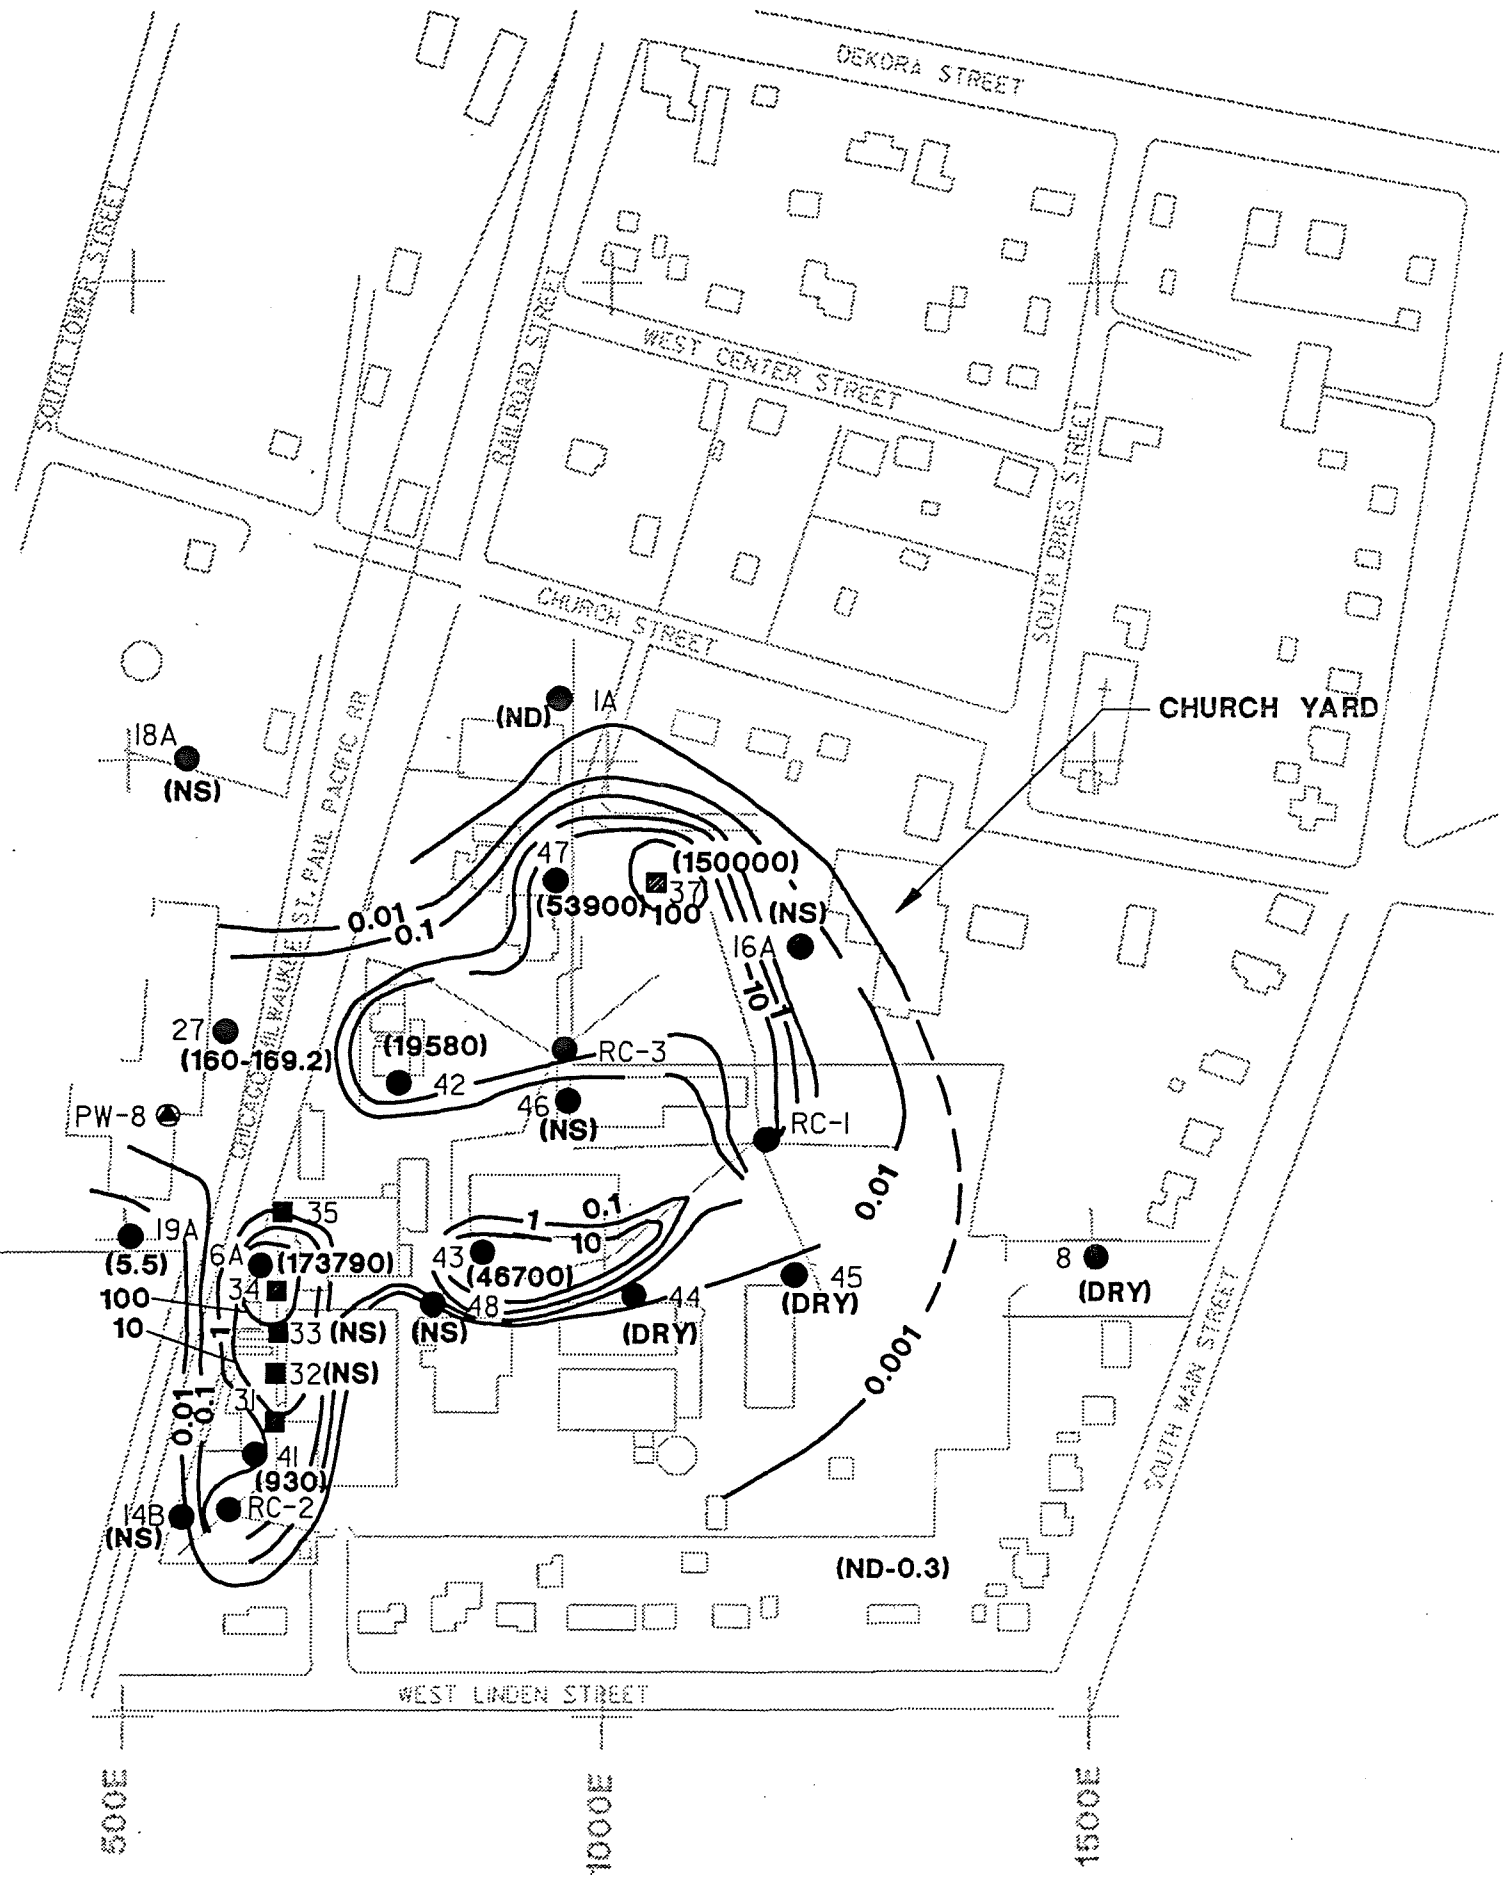 DEKORA STREET
SOUTH TOWER STREET
RAILROAD STREET
WEST CENTER STREET
SOUTH DRIES STREET
CHURCH STREET
CHURCH YARD
1A
(ND)
18A
(NS)
CHICAGO MILWAUKIE ST. PAUL PACIFIC RR
47
(53900)
(150000)
37
100
(NS)
16A
0.01
0.1
10
1
27
(160-169.2)
(19580)
42
RC-3
46
(NS)
PW-8
RC-1
0.01
19A
(5.5)
35
6A
(173790)
34
100
10
1
33 (NS)
32 (NS)
31
1
0.1
10
43
(46700)
48
(NS)
44
(DRY)
45
(DRY)
8
(DRY)
0.001
0.01
0.1
41
(930)
RC-2
14B
(NS)
SOUTH MAIN STREET
(ND-0.3)
WEST LINDEN STREET
500E
1000E
1500E